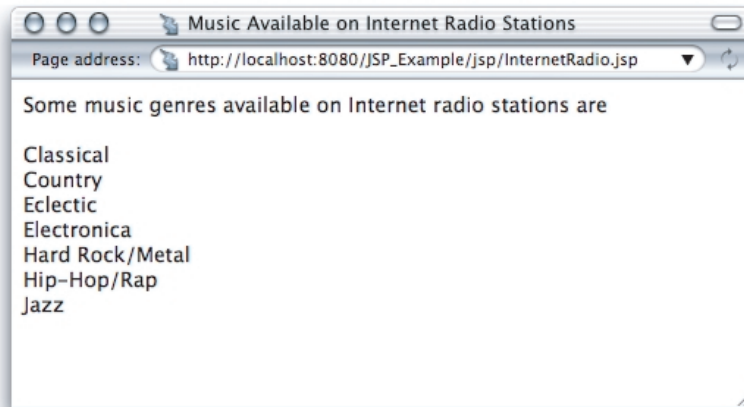 Music Available on Internet Radio Stations
Page address: http://localhost:8080/JSP_Example/jsp/InternetRadio.jsp
Some music genres available on Internet radio stations are
Classical
Country
Eclectic
Electronica
Hard Rock/Metal
Hip-Hop/Rap
Jazz